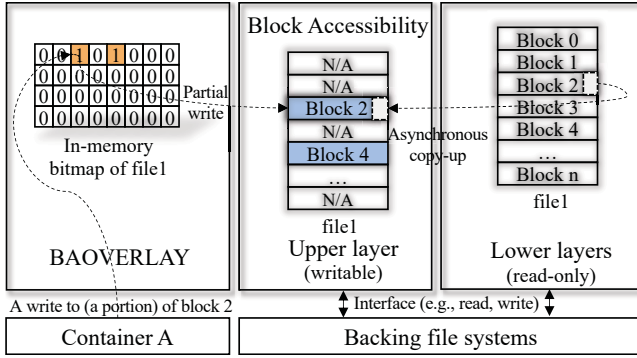 Block Accessibility
0 0 1 0 1 0 0 0
0 0 0 0 0 0 0 0
0 0 0 0 0 0 0 0
0 0 0 0 0 0 0 0
In-memory
bitmap of file1
BAOVERLAY
Partial
write
N/A
N/A
Block 2
N/A
Block 4
...
N/A
file1
Upper layer
(writable)
Asynchronous
copy-up
Block 0
Block 1
Block 2
Block 3
Block 4
...
Block n
file1
Lower layers
(read-only)
A write to (a portion) of block 2
Interface (e.g., read, write)
Container A
Backing file systems